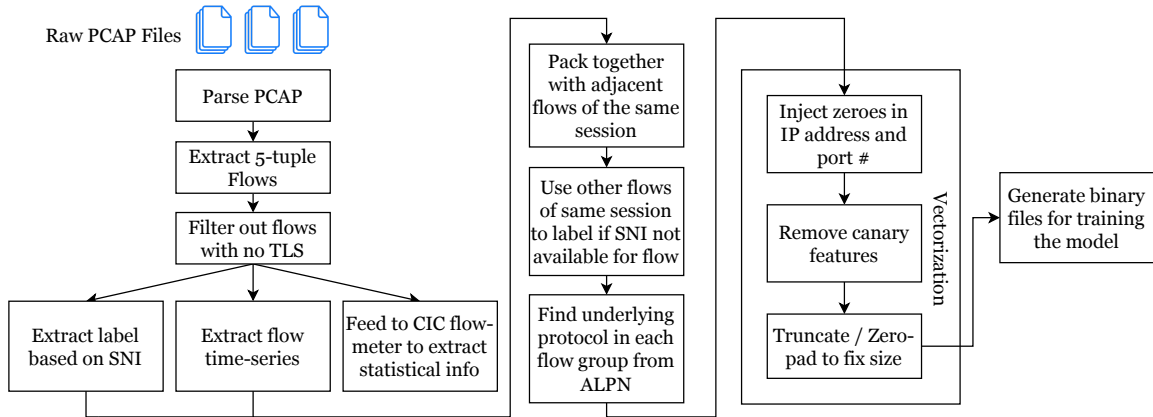 Raw PCAP Files
Parse PCAP
Extract 5-tuple
Flows
Filter out flows
with no TLS
Extract label
based on SNI
Extract flow
time-series
Feed to CIC flow-
meter to extract
statistical info
Pack together
with adjacent
flows of the same
session
Use other flows
of same session
to label if SNI not
available for flow
Find underlying
protocol in each
flow group from
ALPN
Inject zeroes in
IP address and
port #
Remove canary
features
Truncate / Zero-
pad to fix size
Vectorization
Generate binary
files for training
the model